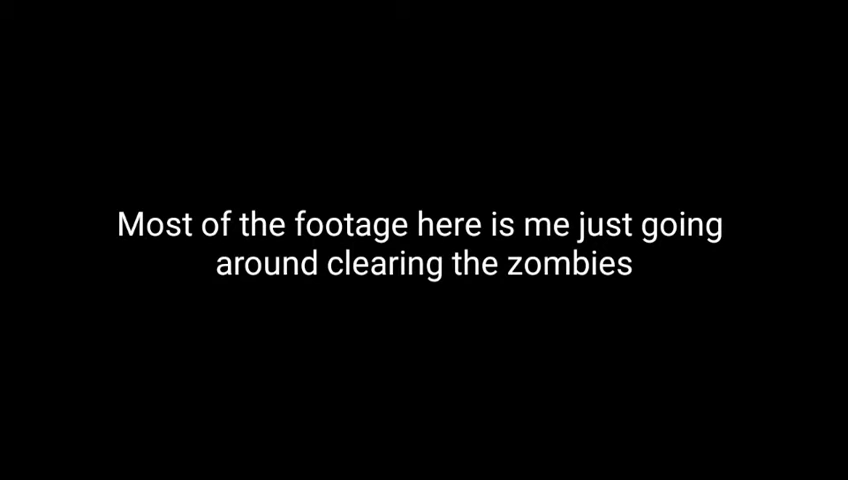 Most of the footage here is me just going
around clearing the zombies